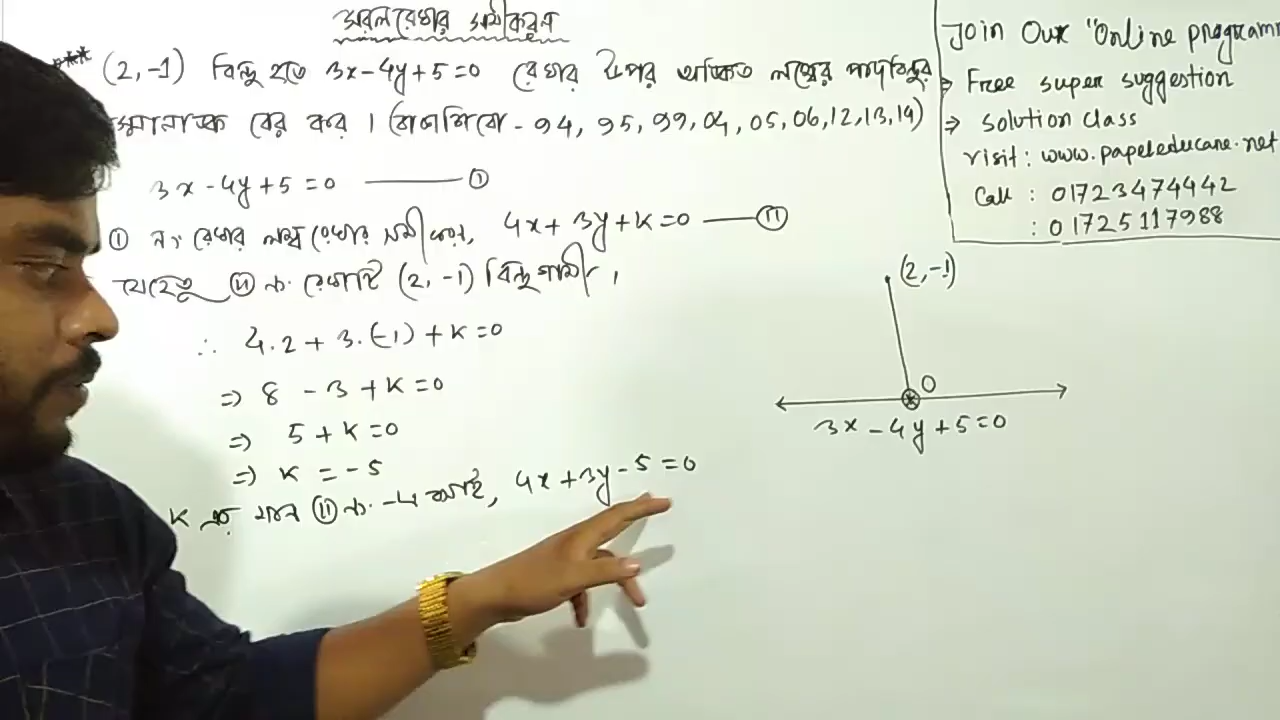 সরলরেখার সমীকরণ
*** (2, -1) বিন্দু হতে 3x - 4y + 5 = 0 রেখার উপর অঙ্কিত লম্বের পাদবিন্দুর
স্থানাঙ্ক বের কর । (বাকাশিবো - 94, 95, 99, 04, 05, 06, 12, 13, 14)
3x - 4y + 5 = 0 ——— ①
① নং রেখার লম্ব রেখার সমীকরণ, 4x + 3y + k = 0 —— ⑪
যেহেতু ⑪ নং রেখাটি (2, -1) বিন্দুগামী ।
∴ 4.2 + 3.(-1) + k = 0
⇒ 8 - 3 + k = 0
⇒ 5 + k = 0
⇒ k = -5
k এর মান ⑪ নং -এ বসাই, 4x + 3y - 5 = 0
Join Our "Online programm
⇒ Free super suggestion
⇒ solution class
visit : www.papeleducare.net
Call : 01723474442
: 01725117988
(2, -1)
O
3x - 4y + 5 = 0